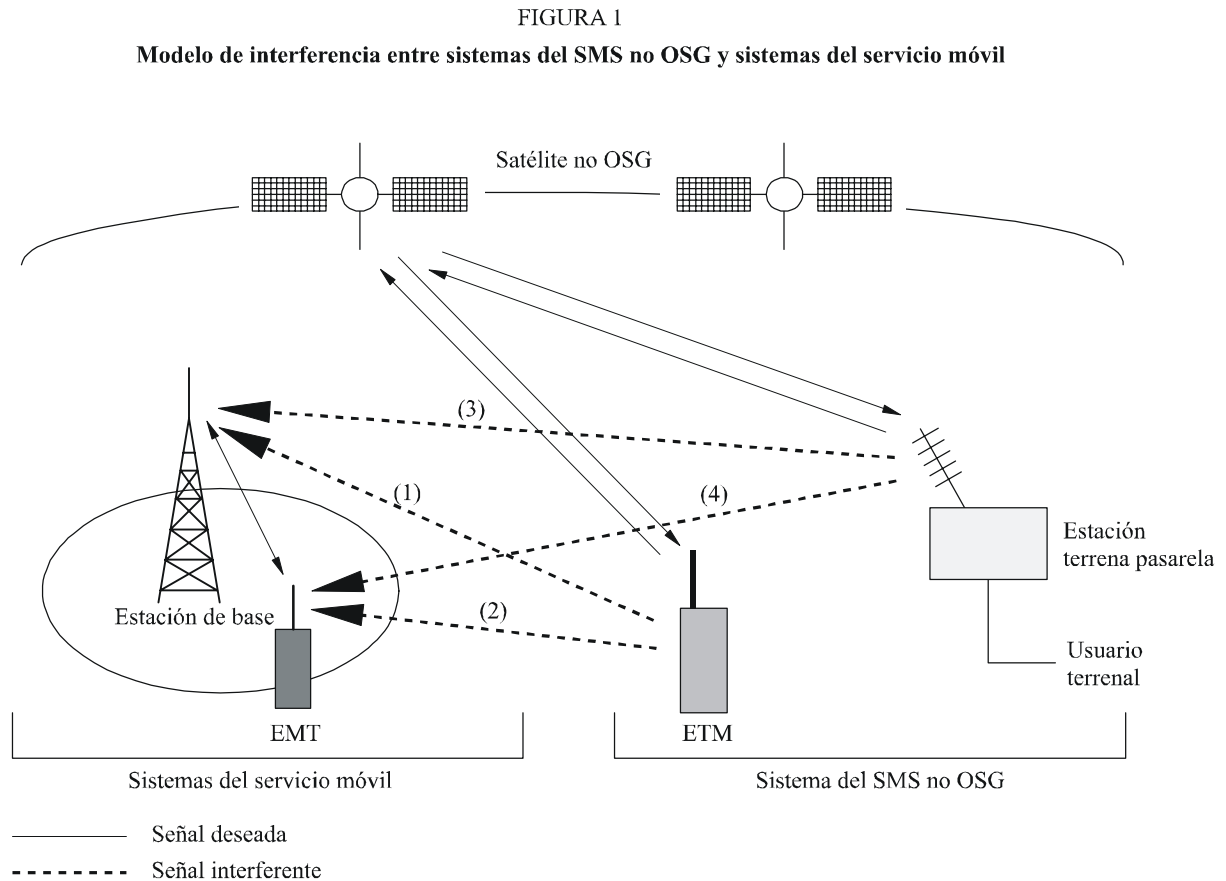 FIGURA 1
Modelo de interferencia entre sistemas del SMS no OSG y sistemas del servicio móvil
Satélite no OSG
(3)
(1)
(4)
Estación
terrena pasarela
Estación de base
(2)
Usuario
terrenal
EMT
ETM
Sistemas del servicio móvil
Sistema del SMS no OSG
Señal deseada
Señal interferente